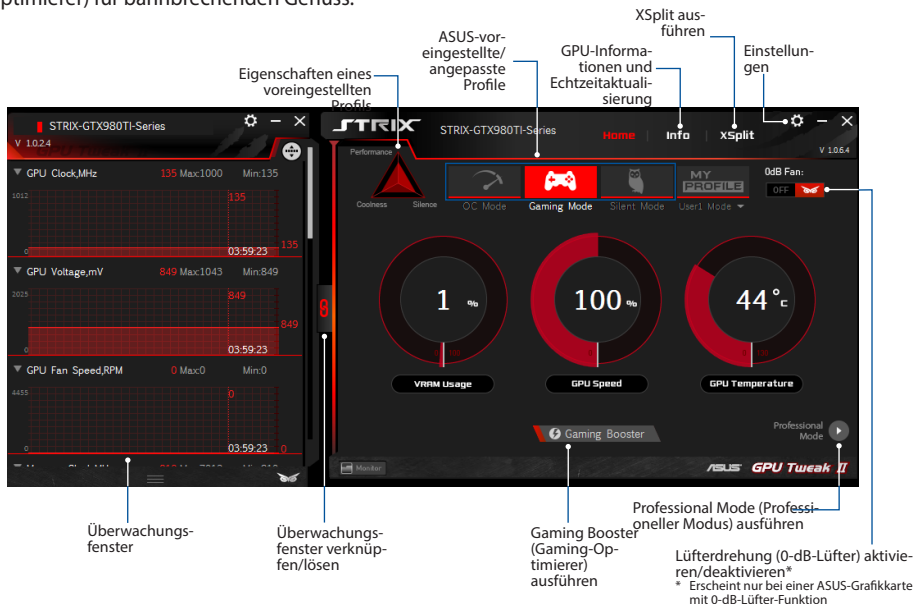 ptimierer) für bahnbrechenden Genuss.
XSplit aus-
führen
ASUS-vor-
eingestellte/
angepasste
Profile
GPU-Informa-
tionen und
Echtzeitaktuali-
sierung
Einstellun-
gen
Eigenschaften eines
voreingestellten
Profils
STRIX-GTX980TI-Series
V 1.0.2.4
GPU Clock,MHz 135 Max:1000 Min:135
1012
135
135
0
03:59:23
GPU Voltage,mV 849 Max:1043 Min:849
2025
849
849
0
03:59:23
GPU Fan Speed,RPM 0 Max:0 Min:0
4455
0
0
03:59:23
0
STRIX
STRIX-GTX980TI-Series
Home | Info | XSplit
V 1.0.6.4
Performance
Coolness Silence
OC Mode
Gaming Mode
Silent Mode
MY
PROFILE
User1 Mode
0dB Fan:
OFF
1 %
VRAM Usage
100 %
GPU Speed
44 °c
GPU Temperature
Gaming Booster
Professional
Mode
Monitor
ASUS GPU Tweak II
Überwachungs-
fenster
Überwachungs-
fenster verknüp-
fen/lösen
Gaming Booster
(Gaming-Op-
timierer)
ausführen
Professional Mode (Professi-
oneller Modus) ausführen
Lüfterdrehung (0-dB-Lüfter) aktivie-
ren/deaktivieren*
* Erscheint nur bei einer ASUS-Grafikkarte
mit 0-dB-Lüfter-Funktion